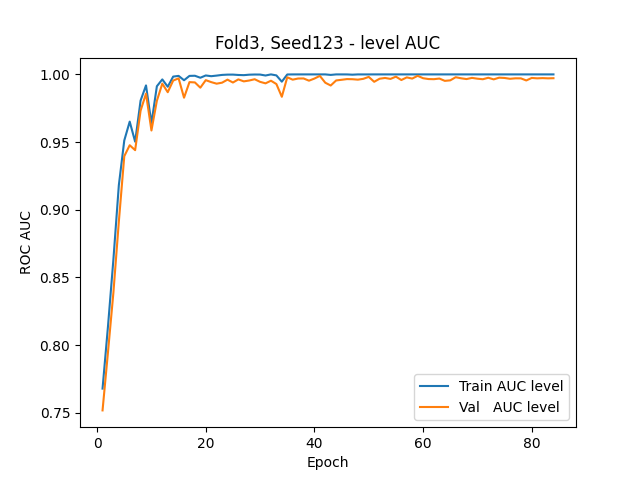 Fold3, Seed123 - level AUC
1.00
0.95
0.90
0.85
0.80
0.75
ROC AUC
0 20 40 60 80
Epoch
Train AUC level
Val   AUC level